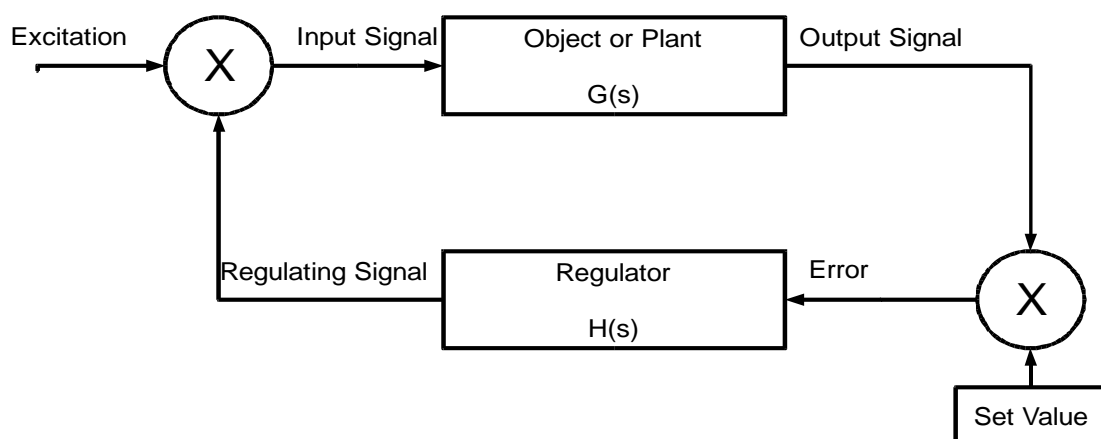 Excitation
X
Input Signal
Object or Plant
G(s)
Output Signal
Regulating Signal
Regulator
H(s)
Error
X
Set Value